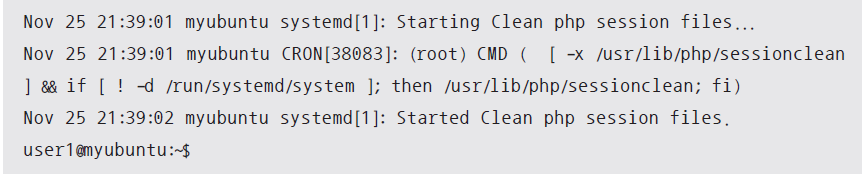 Nov 25 21:39:01 myubuntu systemd[1]: Starting Clean php session files...
Nov 25 21:39:01 myubuntu CRON[38083]: (root) CMD (  [ -x /usr/lib/php/sessionclean
] && if [ ! -d /run/systemd/system ]; then /usr/lib/php/sessionclean; fi)
Nov 25 21:39:02 myubuntu systemd[1]: Started Clean php session files.
user1@myubuntu:~$